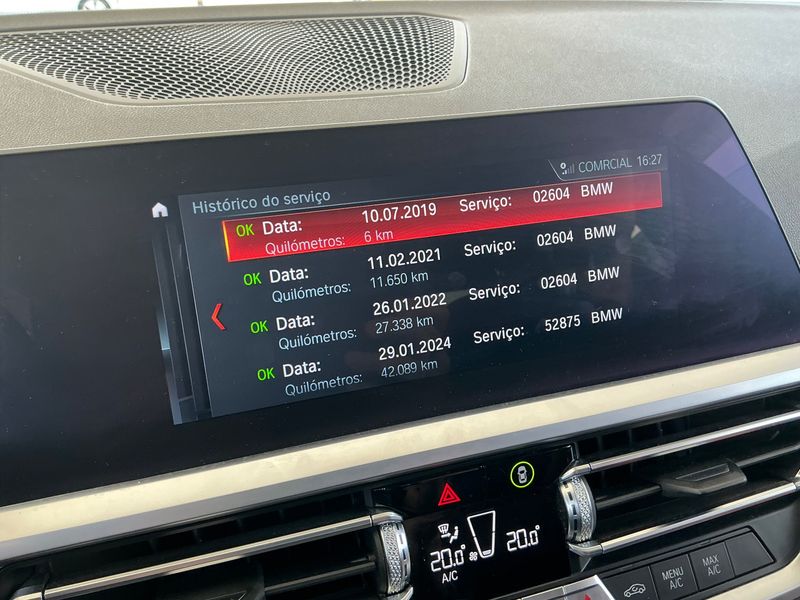 COMRCIAL 16:27
Histórico do serviço
OK Data: 10.07.2019 Serviço: 02604 BMW
Quilómetros: 6 km
OK Data: 11.02.2021 Serviço: 02604 BMW
Quilómetros: 11.650 km
OK Data: 26.01.2022 Serviço: 02604 BMW
Quilómetros: 27.338 km
OK Data: 29.01.2024 Serviço: 52875 BMW
Quilómetros: 42.089 km
20.0° 20.0°
A/C
MENU A/C
MAX A/C